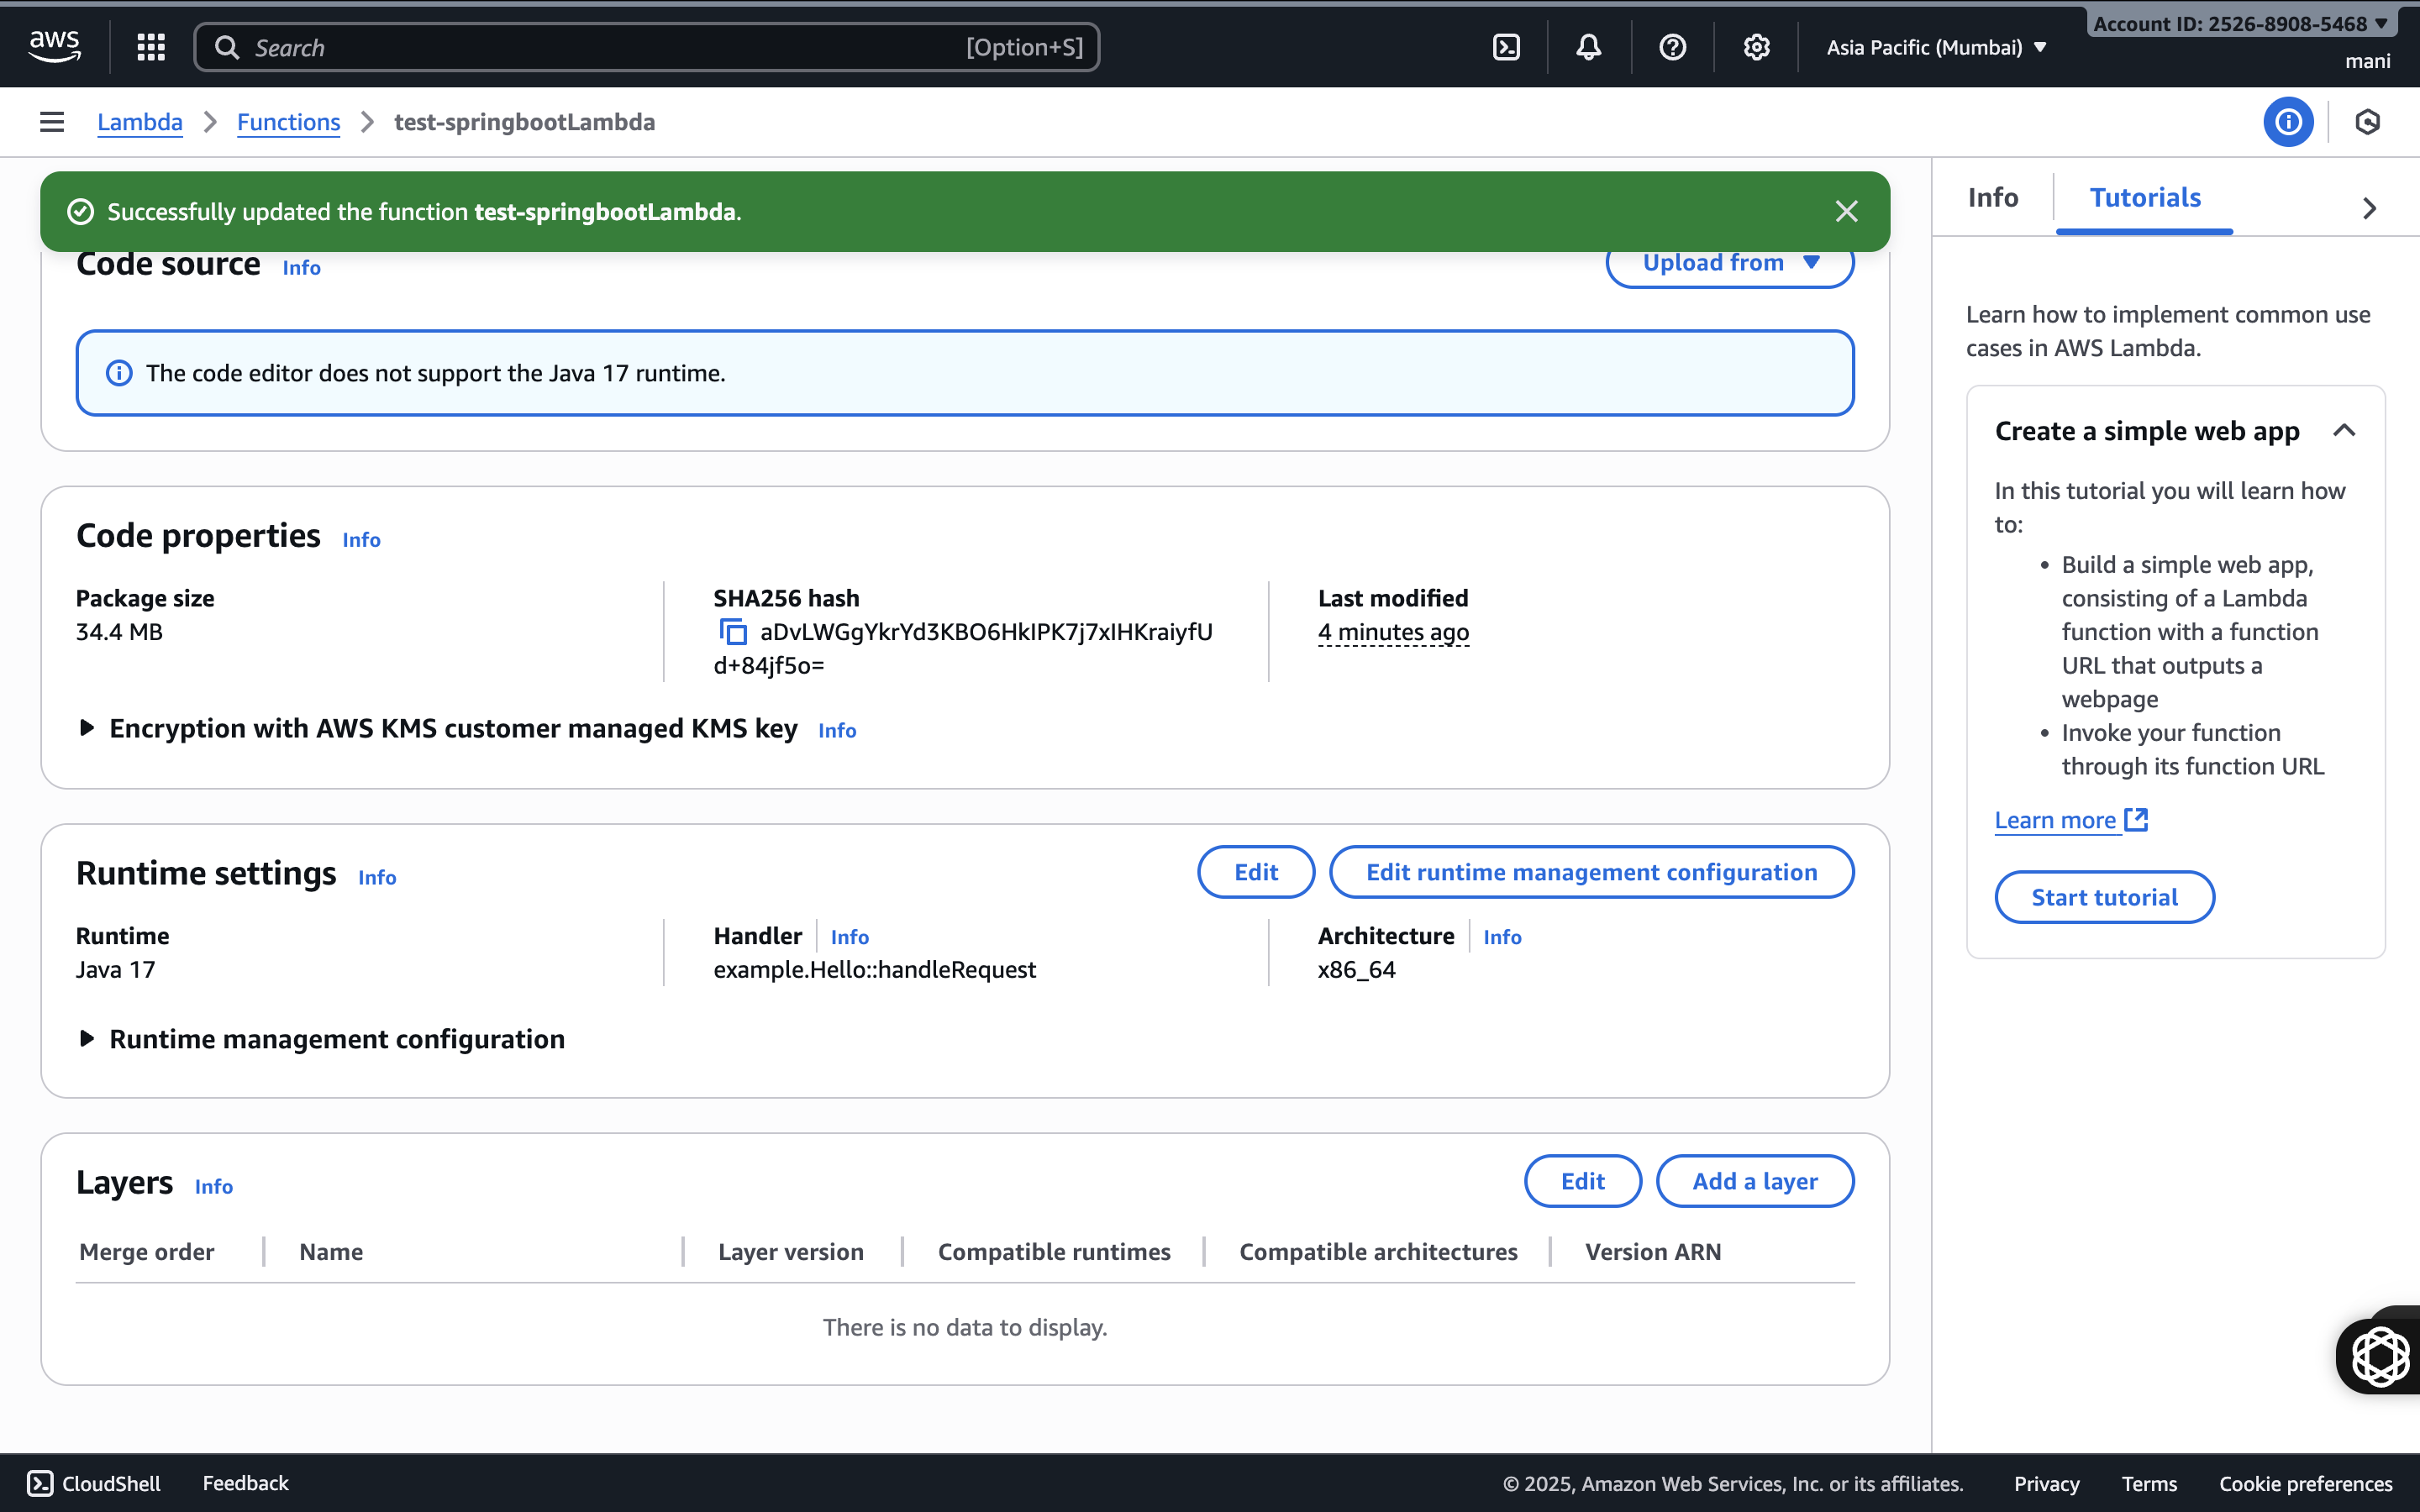 aws
Search [Option+S]
Asia Pacific (Mumbai)
Account ID: 2526-8908-5468
mani
Lambda Functions test-springbootLambda
Successfully updated the function test-springbootLambda.
Code source Info
Upload from
The code editor does not support the Java 17 runtime.
Code properties Info
Package size
34.4 MB
SHA256 hash
aDvLWGgYkrYd3KBO6HkIPK7j7xIHKraiyfU
d+84jf5o=
Last modified
4 minutes ago
Encryption with AWS KMS customer managed KMS key Info
Runtime settings Info
Edit
Edit runtime management configuration
Runtime
Java 17
Handler Info
example.Hello::handleRequest
Architecture Info
x86_64
Runtime management configuration
Layers Info
Edit
Add a layer
Merge order Name Layer version Compatible runtimes Compatible architectures Version ARN
There is no data to display.
Info Tutorials
Learn how to implement common use
cases in AWS Lambda.
Create a simple web app
In this tutorial you will learn how
to:
• Build a simple web app,
consisting of a Lambda
function with a function
URL that outputs a
webpage
• Invoke your function
through its function URL
Learn more
Start tutorial
CloudShell Feedback
© 2025, Amazon Web Services, Inc. or its affiliates. Privacy Terms Cookie preferences